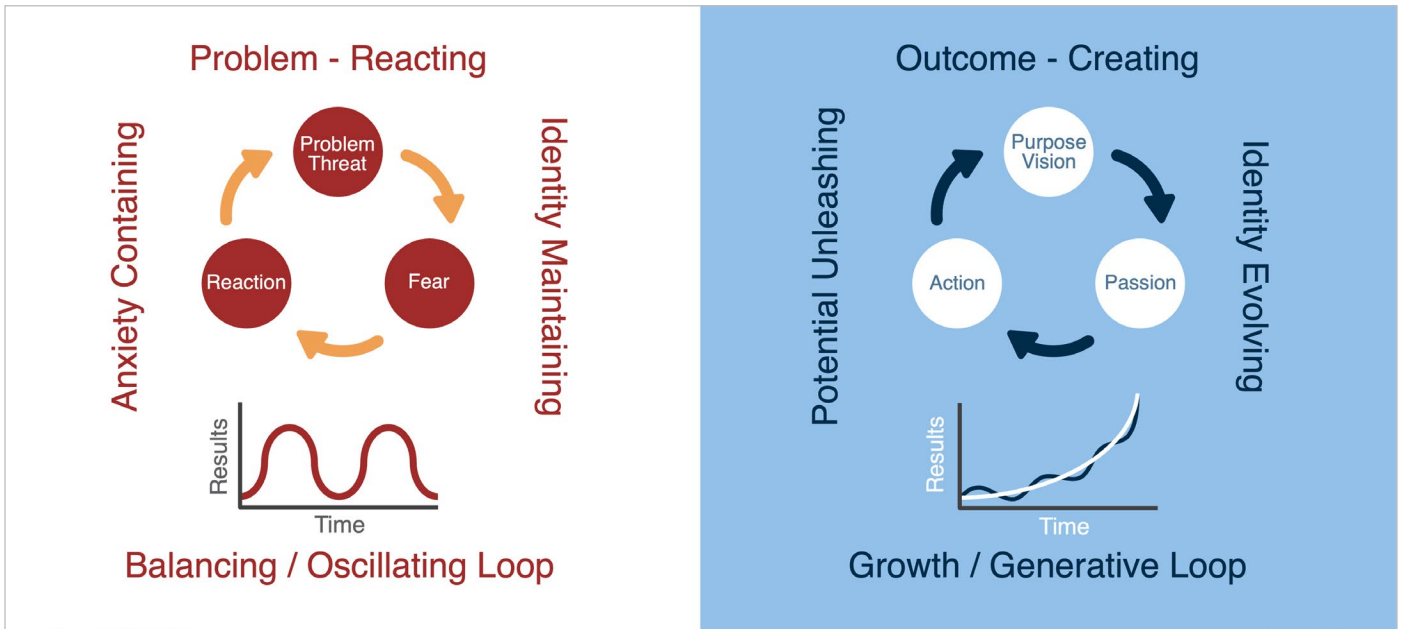 Problem - Reacting
Anxiety Containing
Problem
Threat
Identity Maintaining
Reaction
Fear
Results
Time
Balancing / Oscillating Loop
Outcome - Creating
Potential Unleashing
Purpose
Vision
Identity Evolving
Action
Passion
Results
Time
Growth / Generative Loop